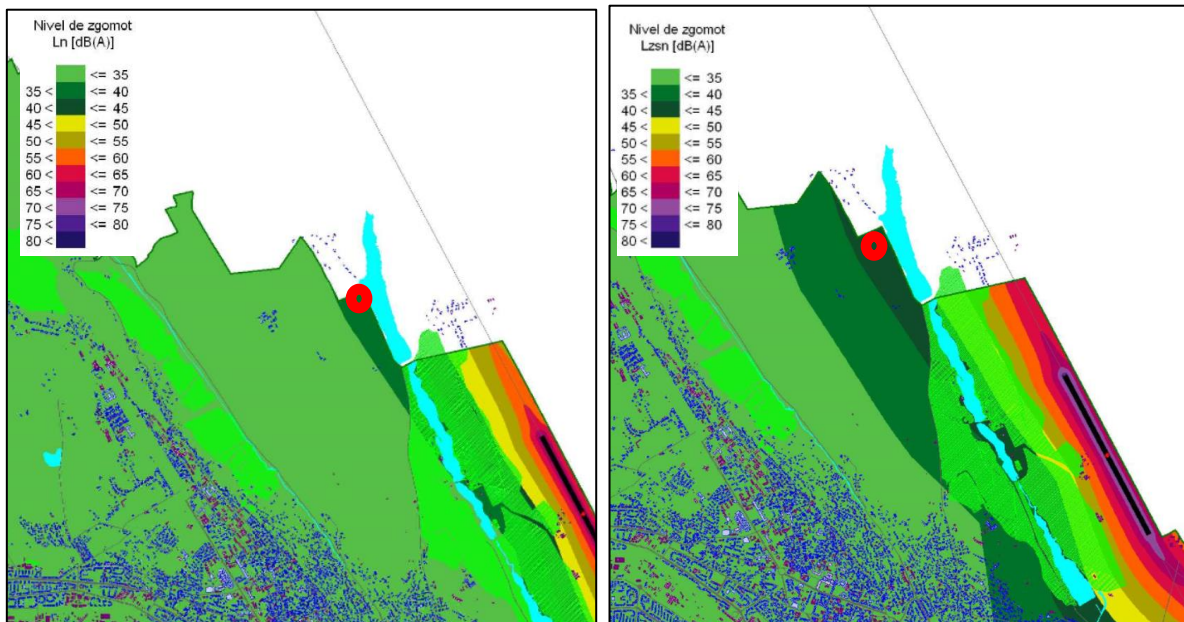 Nivel de zgomot
Ln [dB(A)]
<= 35
35 < <= 40
40 < <= 45
45 < <= 50
50 < <= 55
55 < <= 60
60 < <= 65
65 < <= 70
70 < <= 75
75 < <= 80
80 <
Nivel de zgomot
Lzsn [dB(A)]
<= 35
35 < <= 40
40 < <= 45
45 < <= 50
50 < <= 55
55 < <= 60
60 < <= 65
65 < <= 70
70 < <= 75
75 < <= 80
80 <